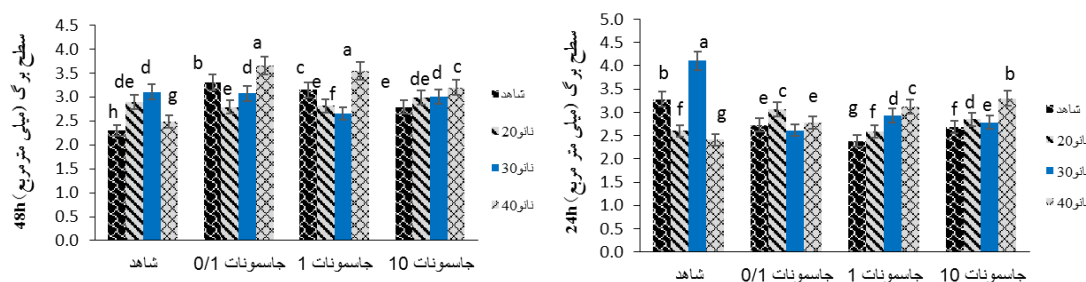 سطح برگ (میلی متر مربع) 48h
4.5
4.0
3.5
3.0
2.5
2.0
1.5
1.0
0.5
0.0
h de d g
b e d a
c e f a
e d d c
شاهد
جاسمونات 0/1
جاسمونات 1
جاسمونات 10
شاهد
نانو20
نانو30
نانو40
سطح برگ (میلی متر مربع) 24h
5.0
4.5
4.0
3.5
3.0
2.5
2.0
1.5
1.0
0.5
0.0
b f a g
e c e e
g f d c
f d e b
شاهد
جاسمونات 0/1
جاسمونات 1
جاسمونات 10
شاهد
نانو20
نانو30
نانو40